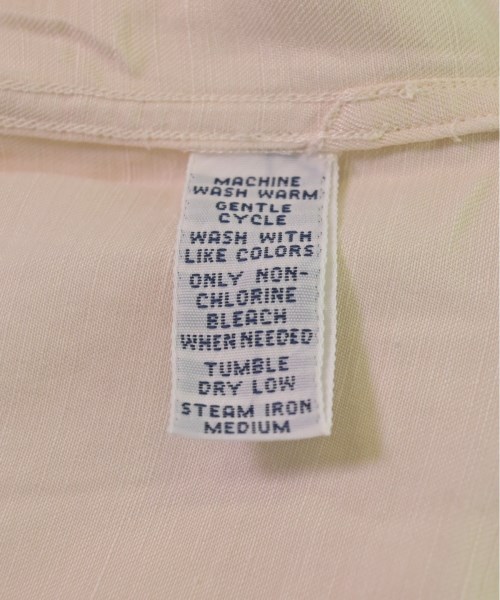 MACHINE
WASH WARM
GENTLE
CYCLE
WASH WITH
LIKE COLORS
ONLY NON-
CHLORINE
BLEACH
WHEN NEEDED
TUMBLE
DRY LOW
STEAM IRON
MEDIUM